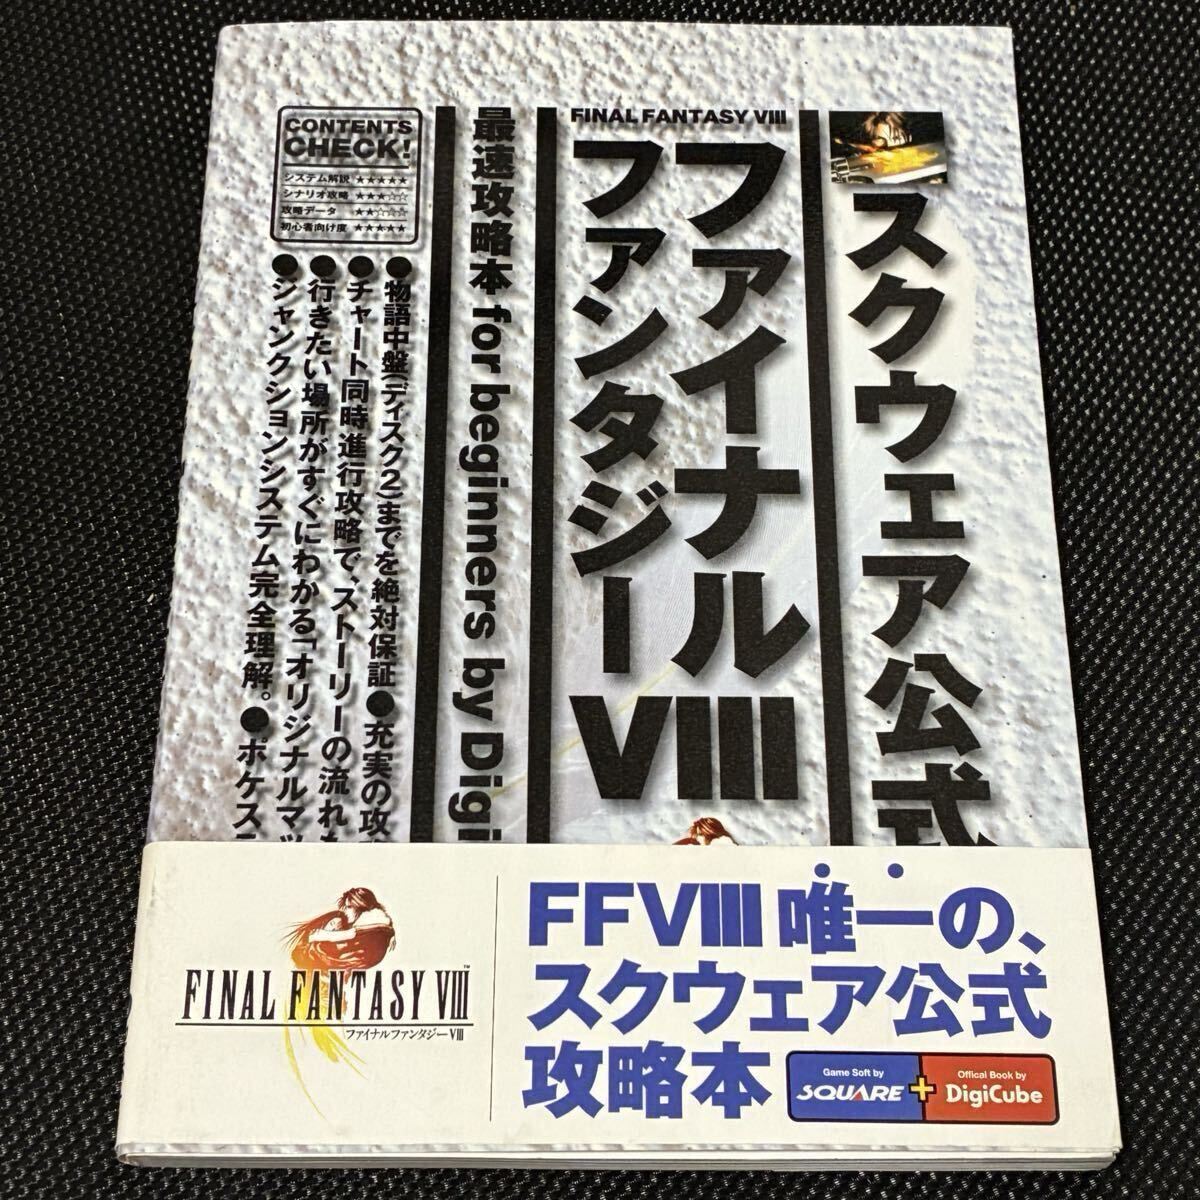 スクウェア公式
FINAL FANTASY VIII
ファイナル
ファンタジーVIII
最速攻略本 for beginners by Digi
CONTENTS
CHECK!
システム解説 ★★★★★
シナリオ攻略 ★★★☆☆
攻略データ ★★☆☆☆
初心者向け度 ★★★★★
●物語中盤(ディスク2)までを絶対保証●充実の攻
●チャート同時進行攻略で、ストーリーの流れ
●行きたい場所がすぐにわかる「オリジナルマッ
●ジャンクションシステム完全理解。●ポケス
FINAL FANTASY VIII™
ファイナルファンタジーVIII
FFVIII唯一の、
スクウェア公式
攻略本
Game Soft by
SQUARE
+
Offical Book by
DigiCube